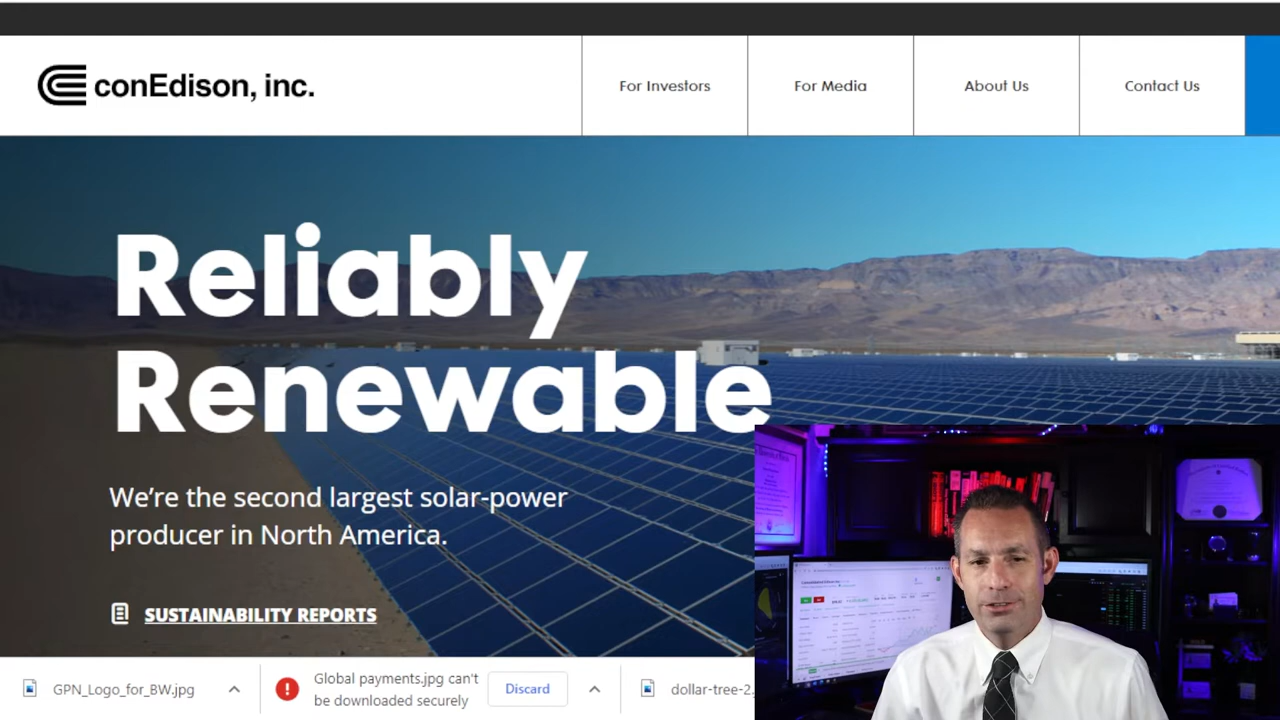 conEdison, inc.
For Investors
For Media
About Us
Contact Us
Reliably
Renewable
We're the second largest solar-power
producer in North America.
SUSTAINABILITY REPORTS
GPN_Logo_for_BW.jpg
Global payments.jpg can't
be downloaded securely
Discard
dollar-tree-2.